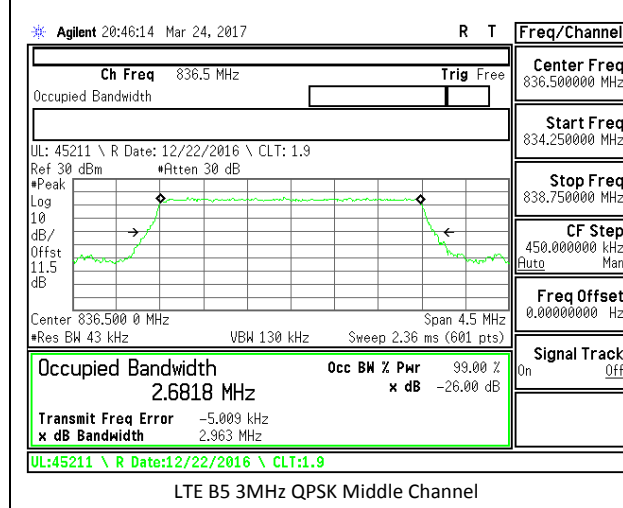 Agilent 20:46:14 Mar 24, 2017 R T
Freq/Channel
Ch Freq 836.5 MHz Trig Free
Occupied Bandwidth
Center Freq
836.500000 MHz
Start Freq
834.250000 MHz
Stop Freq
838.750000 MHz
CF Step
450.000000 kHz
Auto Man
Freq Offset
0.00000000 Hz
Signal Track
On Off
UL: 45211 \ R Date: 12/22/2016 \ CLT: 1.9
Ref 30 dBm #Atten 30 dB
#Peak
Log
10
dB/
Offst
11.5
dB
Center 836.500 0 MHz Span 4.5 MHz
#Res BW 43 kHz VBW 130 kHz Sweep 2.36 ms (601 pts)
Occupied Bandwidth Occ BW % Pwr 99.00 %
2.6818 MHz x dB -26.00 dB
Transmit Freq Error -5.009 kHz
x dB Bandwidth 2.963 MHz
UL:45211 \ R Date:12/22/2016 \ CLT:1.9
LTE B5 3MHz QPSK Middle Channel